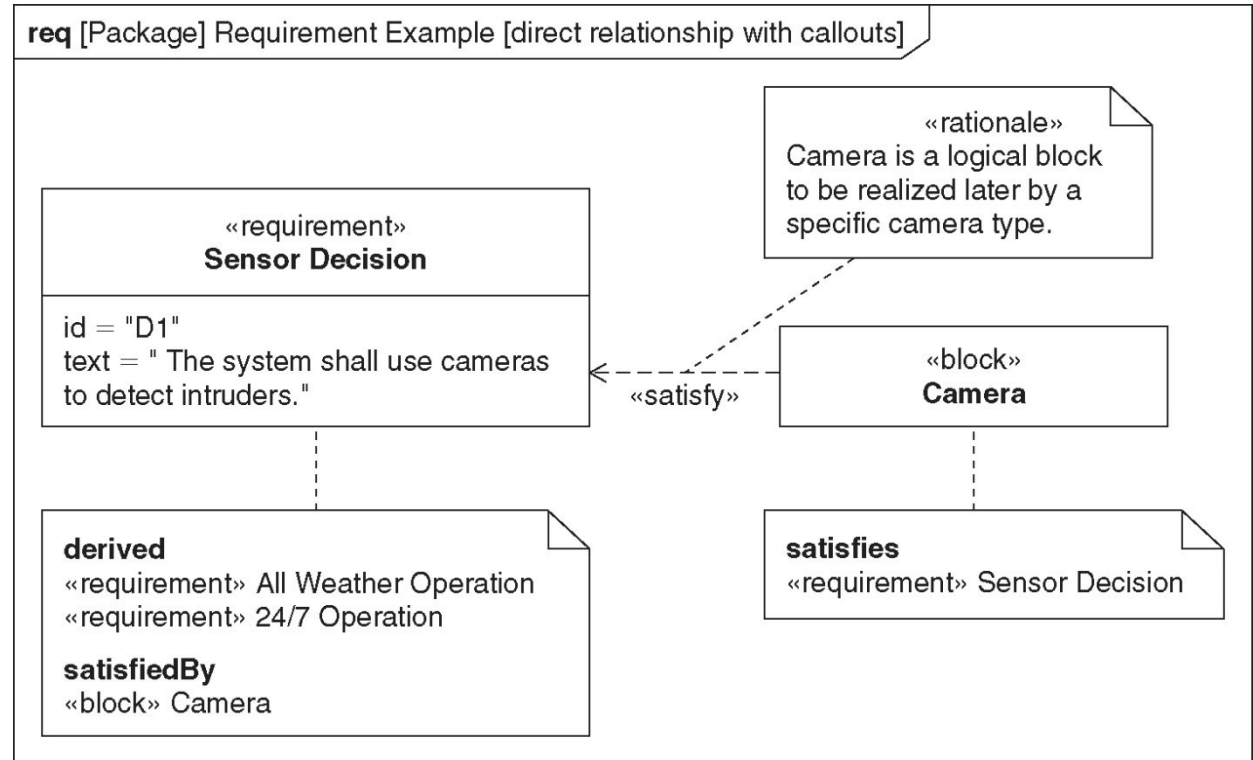 req [Package] Requirement Example [direct relationship with callouts]
«rationale»
Camera is a logical block
to be realized later by a
specific camera type.
«requirement»
Sensor Decision
id = "D1"
text = " The system shall use cameras
to detect intruders."
«satisfy»
«block»
Camera
derived
«requirement» All Weather Operation
«requirement» 24/7 Operation
satisfiedBy
«block» Camera
satisfies
«requirement» Sensor Decision